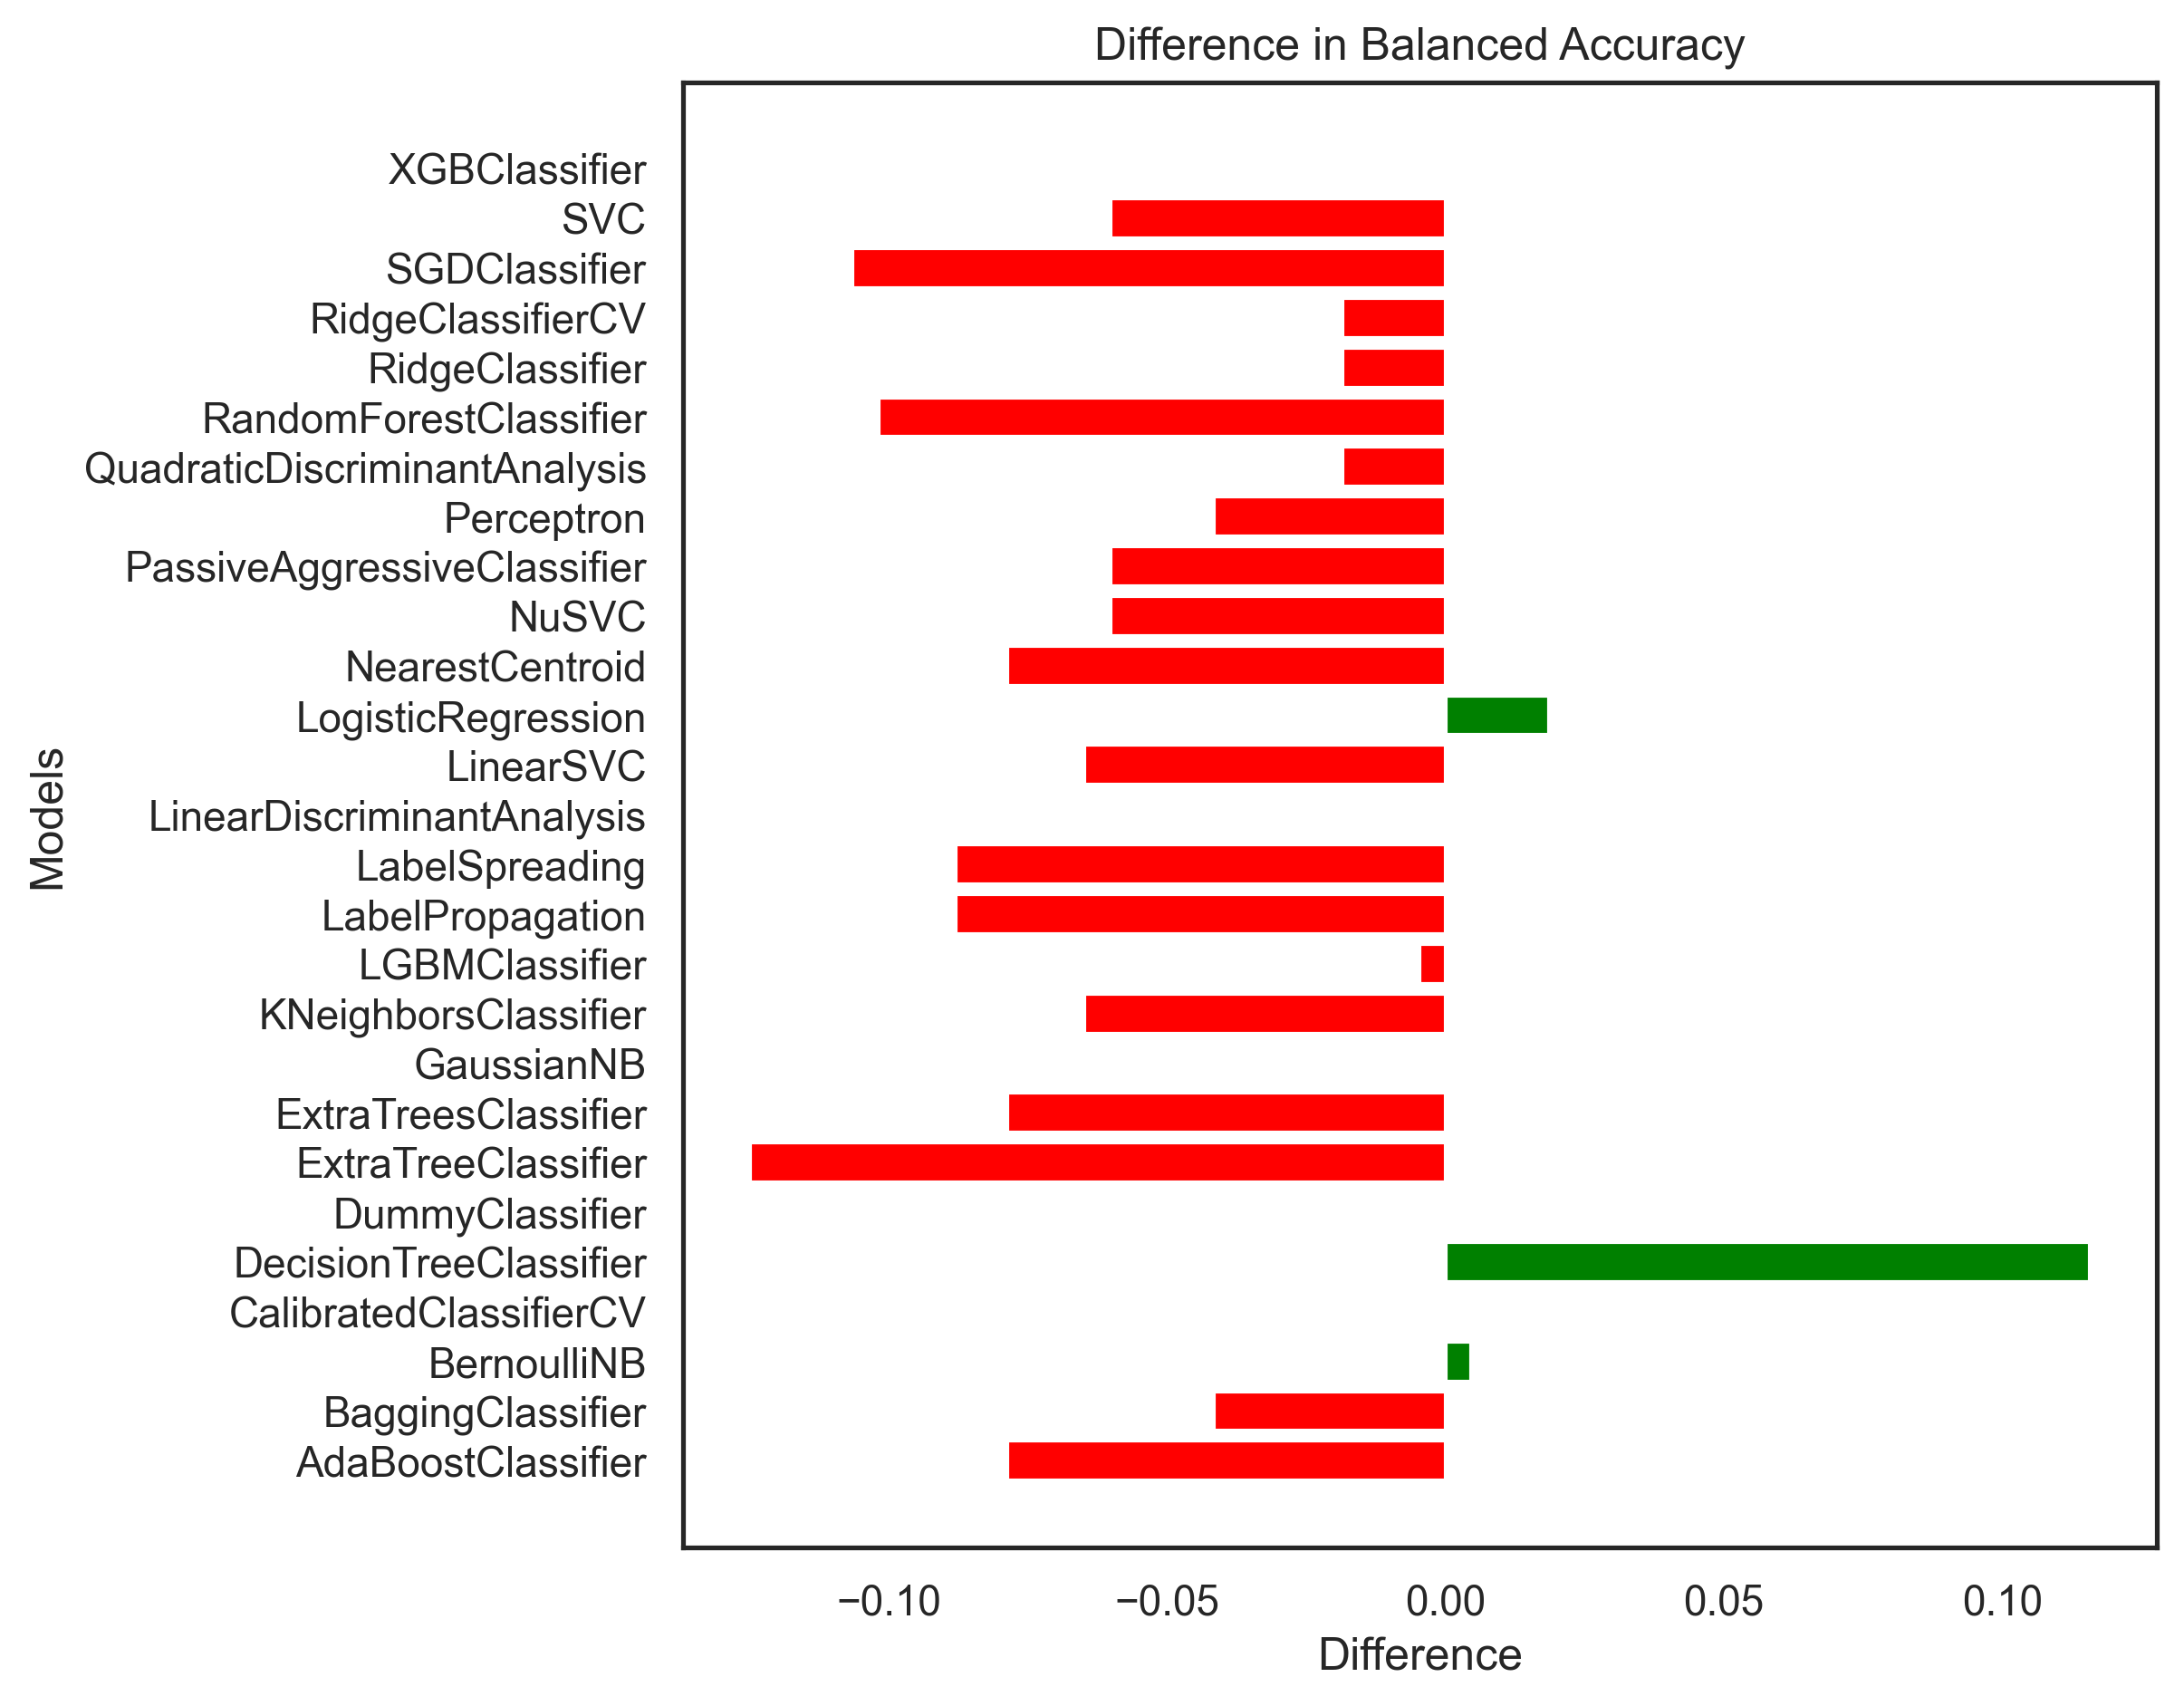 Difference in Balanced Accuracy
XGBClassifier
SVC
SGDClassifier
RidgeClassifierCV
RidgeClassifier
RandomForestClassifier
QuadraticDiscriminantAnalysis
Perceptron
PassiveAggressiveClassifier
NuSVC
NearestCentroid
LogisticRegression
LinearSVC
LinearDiscriminantAnalysis
LabelSpreading
LabelPropagation
LGBMClassifier
KNeighborsClassifier
GaussianNB
ExtraTreesClassifier
ExtraTreeClassifier
DummyClassifier
DecisionTreeClassifier
CalibratedClassifierCV
BernoulliNB
BaggingClassifier
AdaBoostClassifier
Models
−0.10 −0.05 0.00 0.05 0.10
Difference